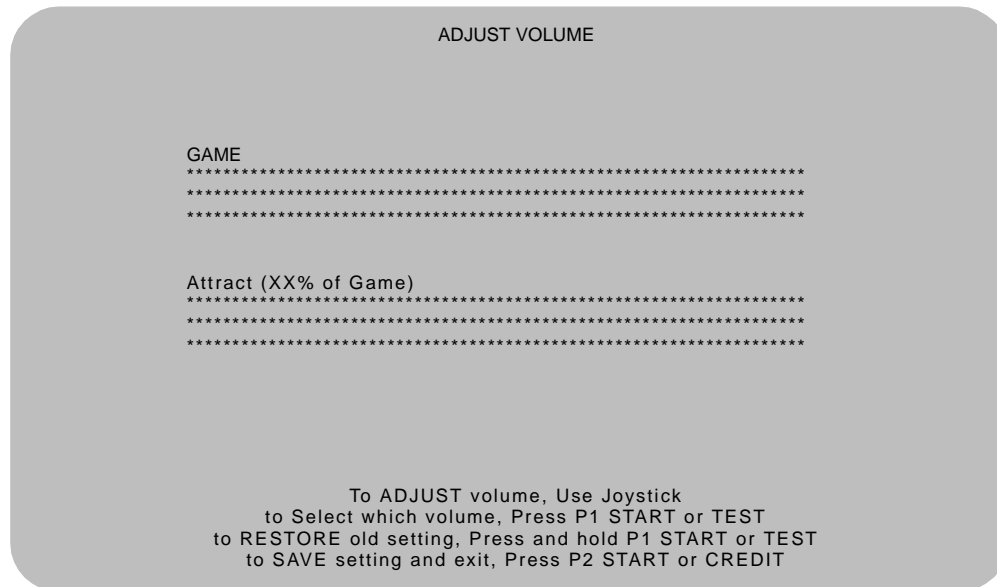 ADJUST VOLUME
GAME
********************************************************************
********************************************************************
********************************************************************
Attract (XX% of Game)
********************************************************************
********************************************************************
********************************************************************
To ADJUST volume, Use Joystick
to Select which volume, Press P1 START or TEST
to RESTORE old setting, Press and hold P1 START or TEST
to SAVE setting and exit, Press P2 START or CREDIT